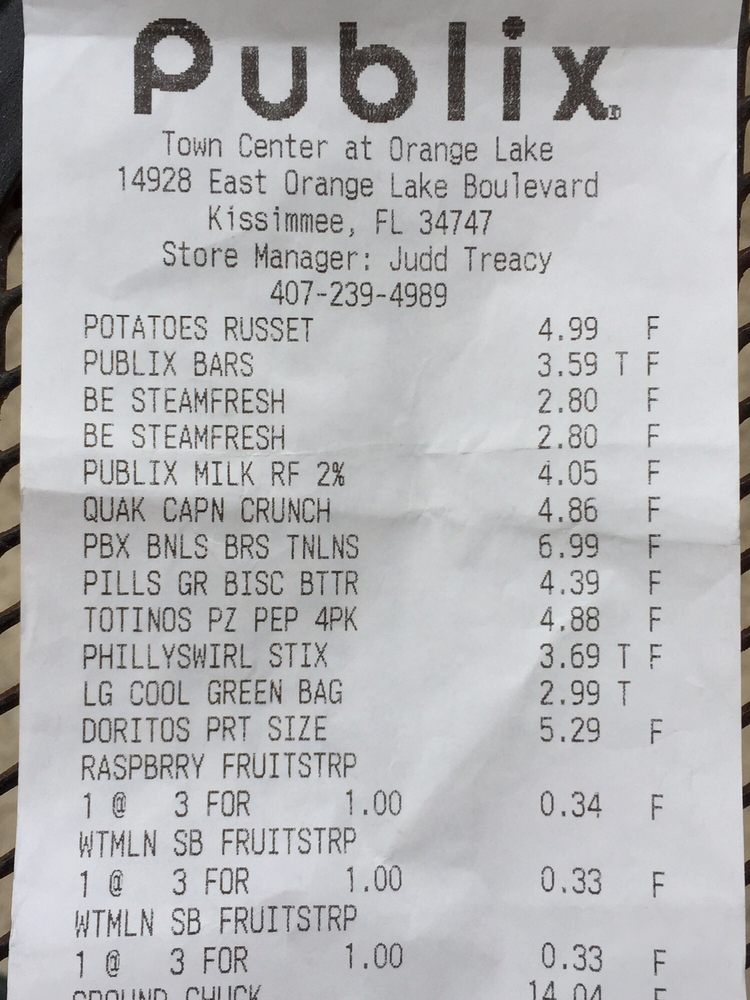 Publix
Town Center at Orange Lake
14928 East Orange Lake Boulevard
Kissimmee, FL 34747
Store Manager: Judd Treacy
407-239-4989
POTATOES RUSSET 4.99 F
PUBLIX BARS 3.59 T F
BE STEAMFRESH 2.80 F
BE STEAMFRESH 2.80 F
PUBLIX MILK RF 2% 4.05 F
QUAK CAPN CRUNCH 4.86 F
PBX BNLS BRS TNLNS 6.99 F
PILLS GR BISC BTTR 4.39 F
TOTINOS PZ PEP 4PK 4.88 F
PHILLYSWIRL STIX 3.69 T F
LG COOL GREEN BAG 2.99 T
DORITOS PRT SIZE 5.29 F
RASPBRRY FRUITSTRP
1 @ 3 FOR 1.00 0.34 F
WTMLN SB FRUITSTRP
1 @ 3 FOR 1.00 0.33 F
WTMLN SB FRUITSTRP
1 @ 3 FOR 1.00 0.33 F
GROUND CHUCK 14.04 F